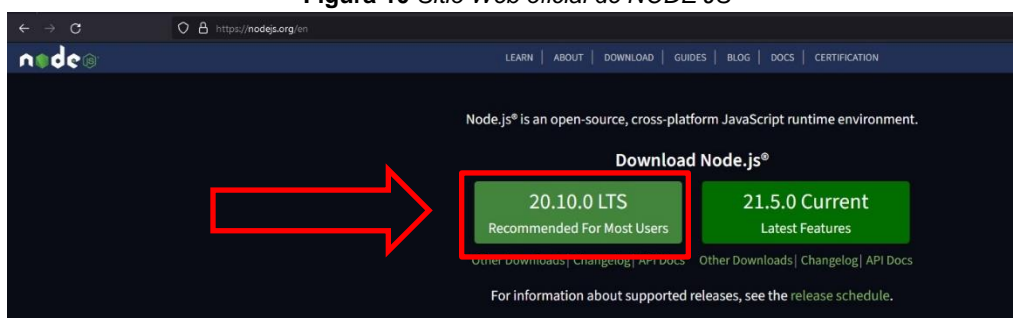 Figura 10 Sitio Web oficial de NODE JS
https://nodejs.org/en
node js
LEARN | ABOUT | DOWNLOAD | GUIDES | BLOG | DOCS | CERTIFICATION
Node.js® is an open-source, cross-platform JavaScript runtime environment.
Download Node.js®
20.10.0 LTS
Recommended For Most Users
21.5.0 Current
Latest Features
Other Downloads| Changelog| API Docs
Other Downloads| Changelog| API Docs
For information about supported releases, see the release schedule.